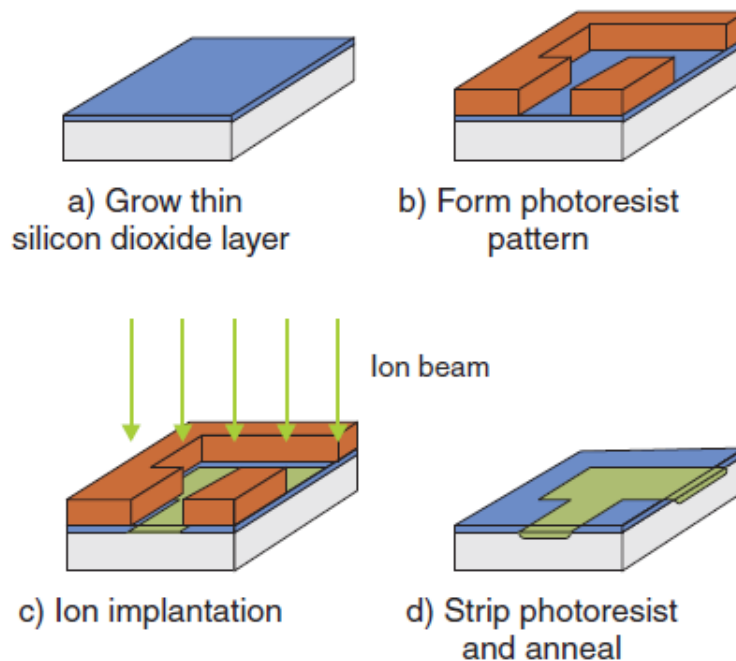 a) Grow thin
silicon dioxide layer
b) Form photoresist
pattern
Ion beam
c) Ion implantation
d) Strip photoresist
and anneal